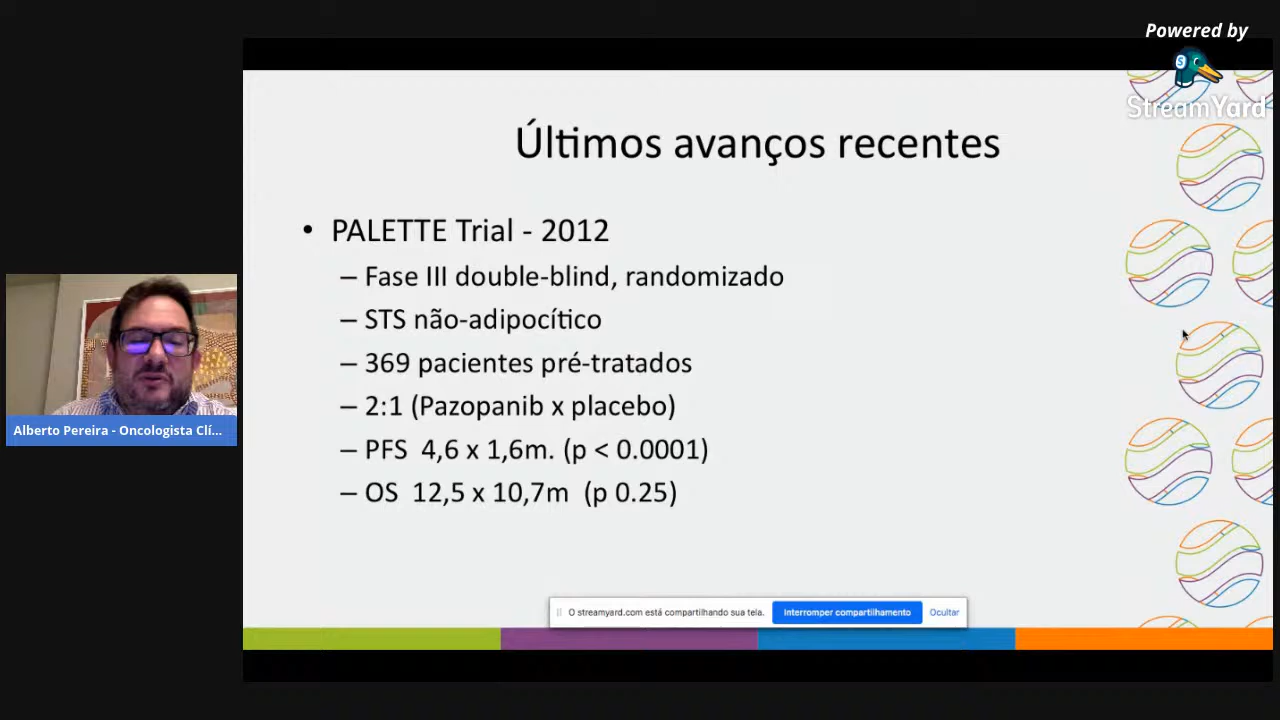 Powered by
StreamYard
Últimos avanços recentes
• PALETTE Trial - 2012
– Fase III double-blind, randomizado
– STS não-adipocítico
– 369 pacientes pré-tratados
– 2:1 (Pazopanib x placebo)
– PFS 4,6 x 1,6m. (p < 0.0001)
– OS 12,5 x 10,7m (p 0.25)
Alberto Pereira - Oncologista Clí...
O streamyard.com está compartilhando sua tela. Interromper compartilhamento Ocultar